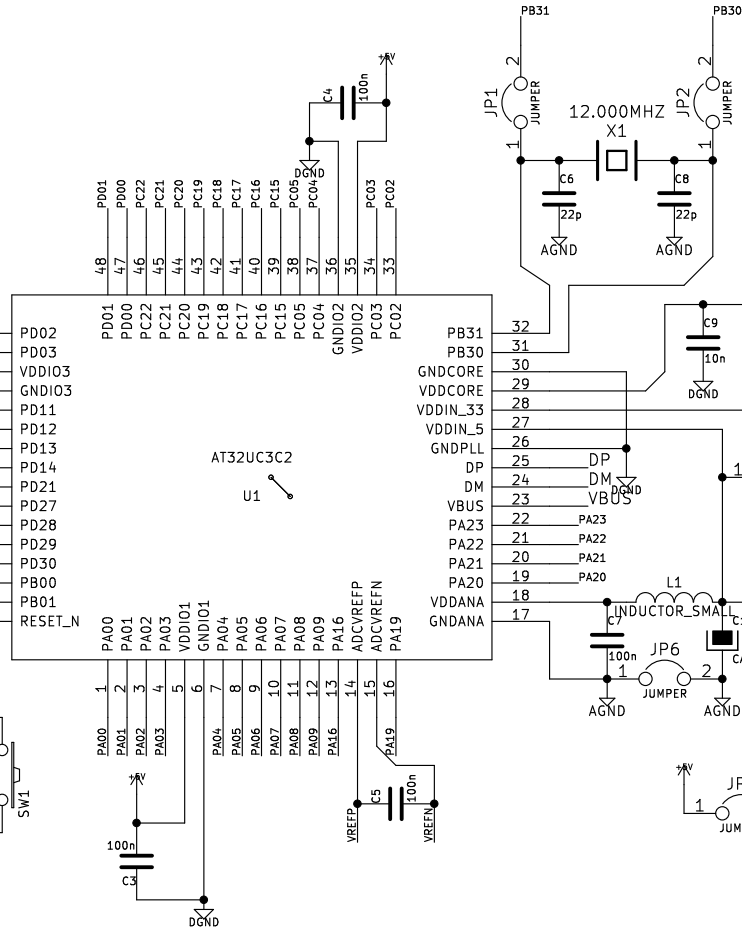 PB31
PB30
+5V
C4
100n
2
2
JP1
JUMPER
JP2
JUMPER
12.000MHZ
X1
1
1
DGND
C6
22p
C8
22p
AGND
AGND
PD01
PD00
PC22
PC21
PC20
PC19
PC18
PC17
PC16
PC15
PC05
PC04
PC03
PC02
48
47
46
45
44
43
42
41
40
39
38
37
36
35
34
33
PD01
PD00
PC22
PC21
PC20
PC19
PC18
PC17
PC16
PC15
PC05
PC04
GNDIO2
VDDIO2
PC03
PC02
PD02
PD03
VDDIO3
GNDIO3
PD11
PD12
PD13
PD14
PD21
PD27
PD28
PD29
PD30
PB00
PB01
RESET_N
AT32UC3C2
U1
PB31 32
PB30 31
GNDCORE 30
VDDCORE 29
VDDIN_33 28
VDDIN_5 27
GNDPLL 26
DP 25 DP
DM 24 DM
VBUS 23 VBUS
PA23 22 PA23
PA22 21 PA22
PA21 20 PA21
PA20 19 PA20
VDDANA 18
GNDANA 17
DGND
C9
10n
DGND
1
L1
INDUCTOR_SMALL
C7
100n
JP6
1
2
JUMPER
AGND
AGND
PA00
PA01
PA02
PA03
VDDIO1
GNDIO1
PA04
PA05
PA06
PA07
PA08
PA09
PA16
ADCVREFP
ADCVREFN
PA19
1
2
3
4
5
6
7
8
9
10
11
12
13
14
15
16
PA00
PA01
PA02
PA03
PA04
PA05
PA06
PA07
PA08
PA09
PA16
PA19
SW1
+5V
100n
C3
DGND
C5
100n
VREFP
VREFN
+5V
1